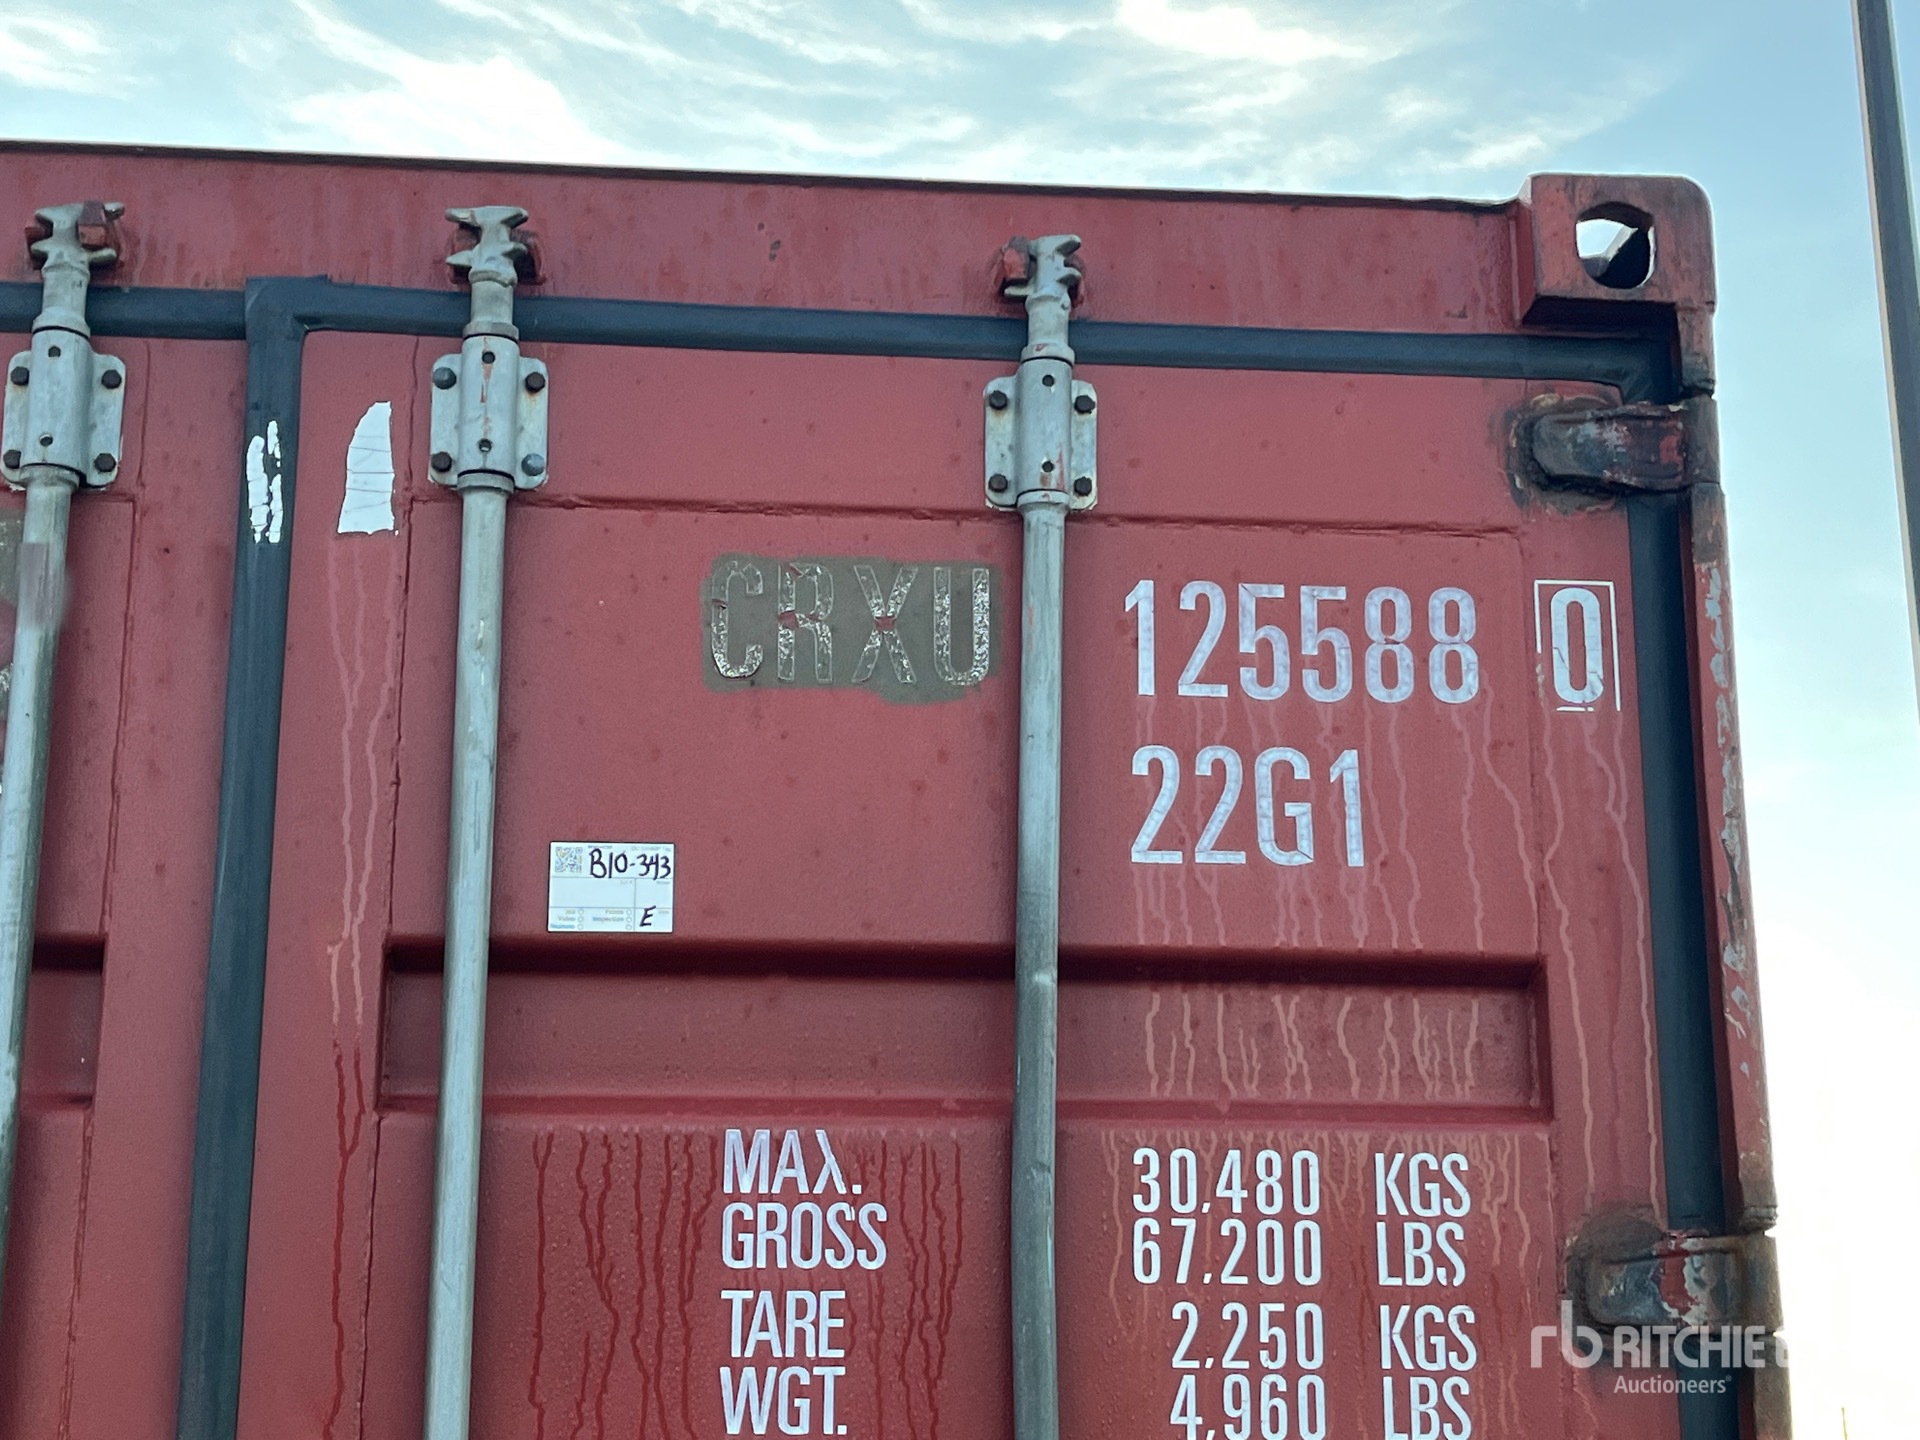 CRXU 125588 0
22G1
B10-343
E
MAX. 30,480 KGS
GROSS 67,200 LBS
TARE 2,250 KGS
WGT. 4,960 LBS
rb RITCHIE
Auctioneers